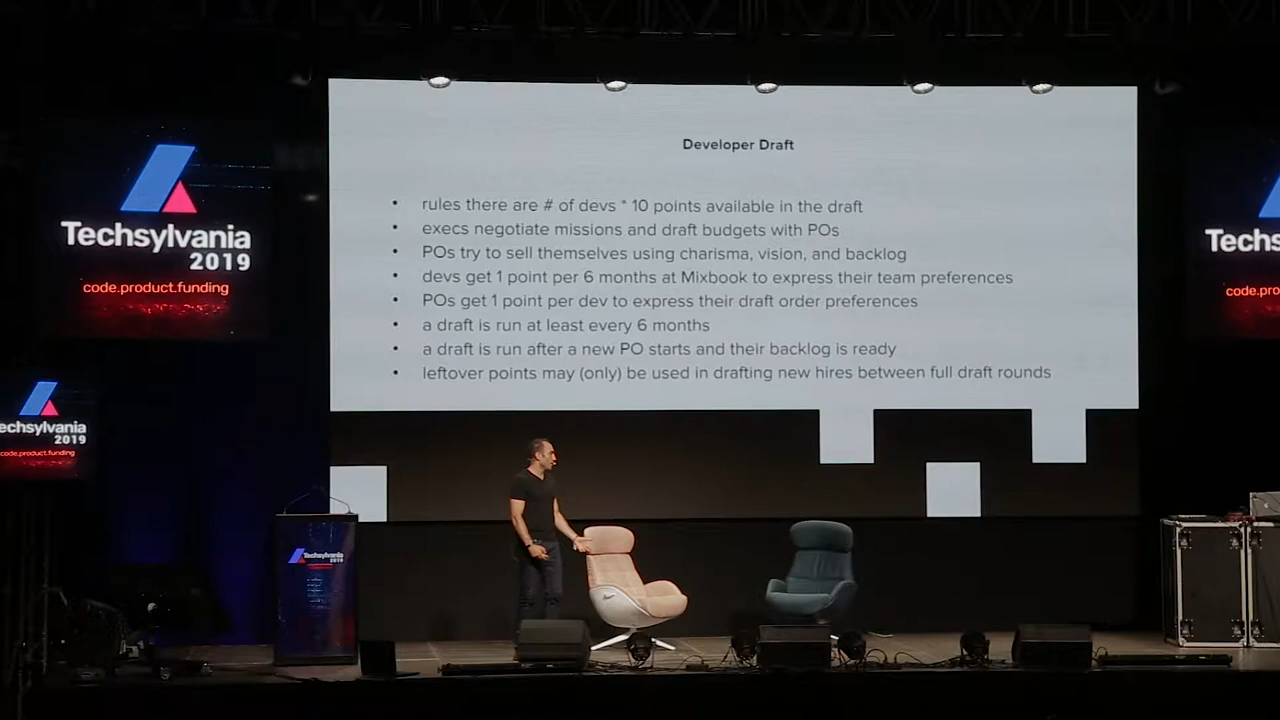 Developer Draft
• rules there are # of devs * 10 points available in the draft
• execs negotiate missions and draft budgets with POs
• POs try to sell themselves using charisma, vision, and backlog
• devs get 1 point per 6 months at Mixbook to express their team preferences
• POs get 1 point per dev to express their draft order preferences
• a draft is run at least every 6 months
• a draft is run after a new PO starts and their backlog is ready
• leftover points may (only) be used in drafting new hires between full draft rounds
Techsylvania
2019
code.product.funding
echsylvania
2019
code.product.funding
Techs
code.pro
Techsylvania
2019